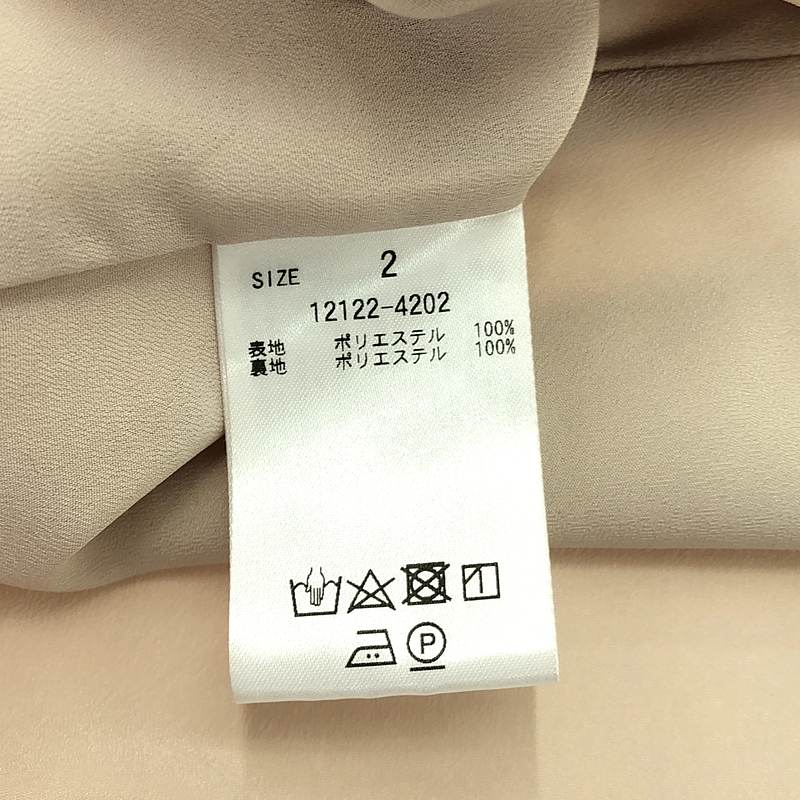 SIZE 2
12122-4202
表地 ポリエステル 100%
裏地 ポリエステル 100%
P